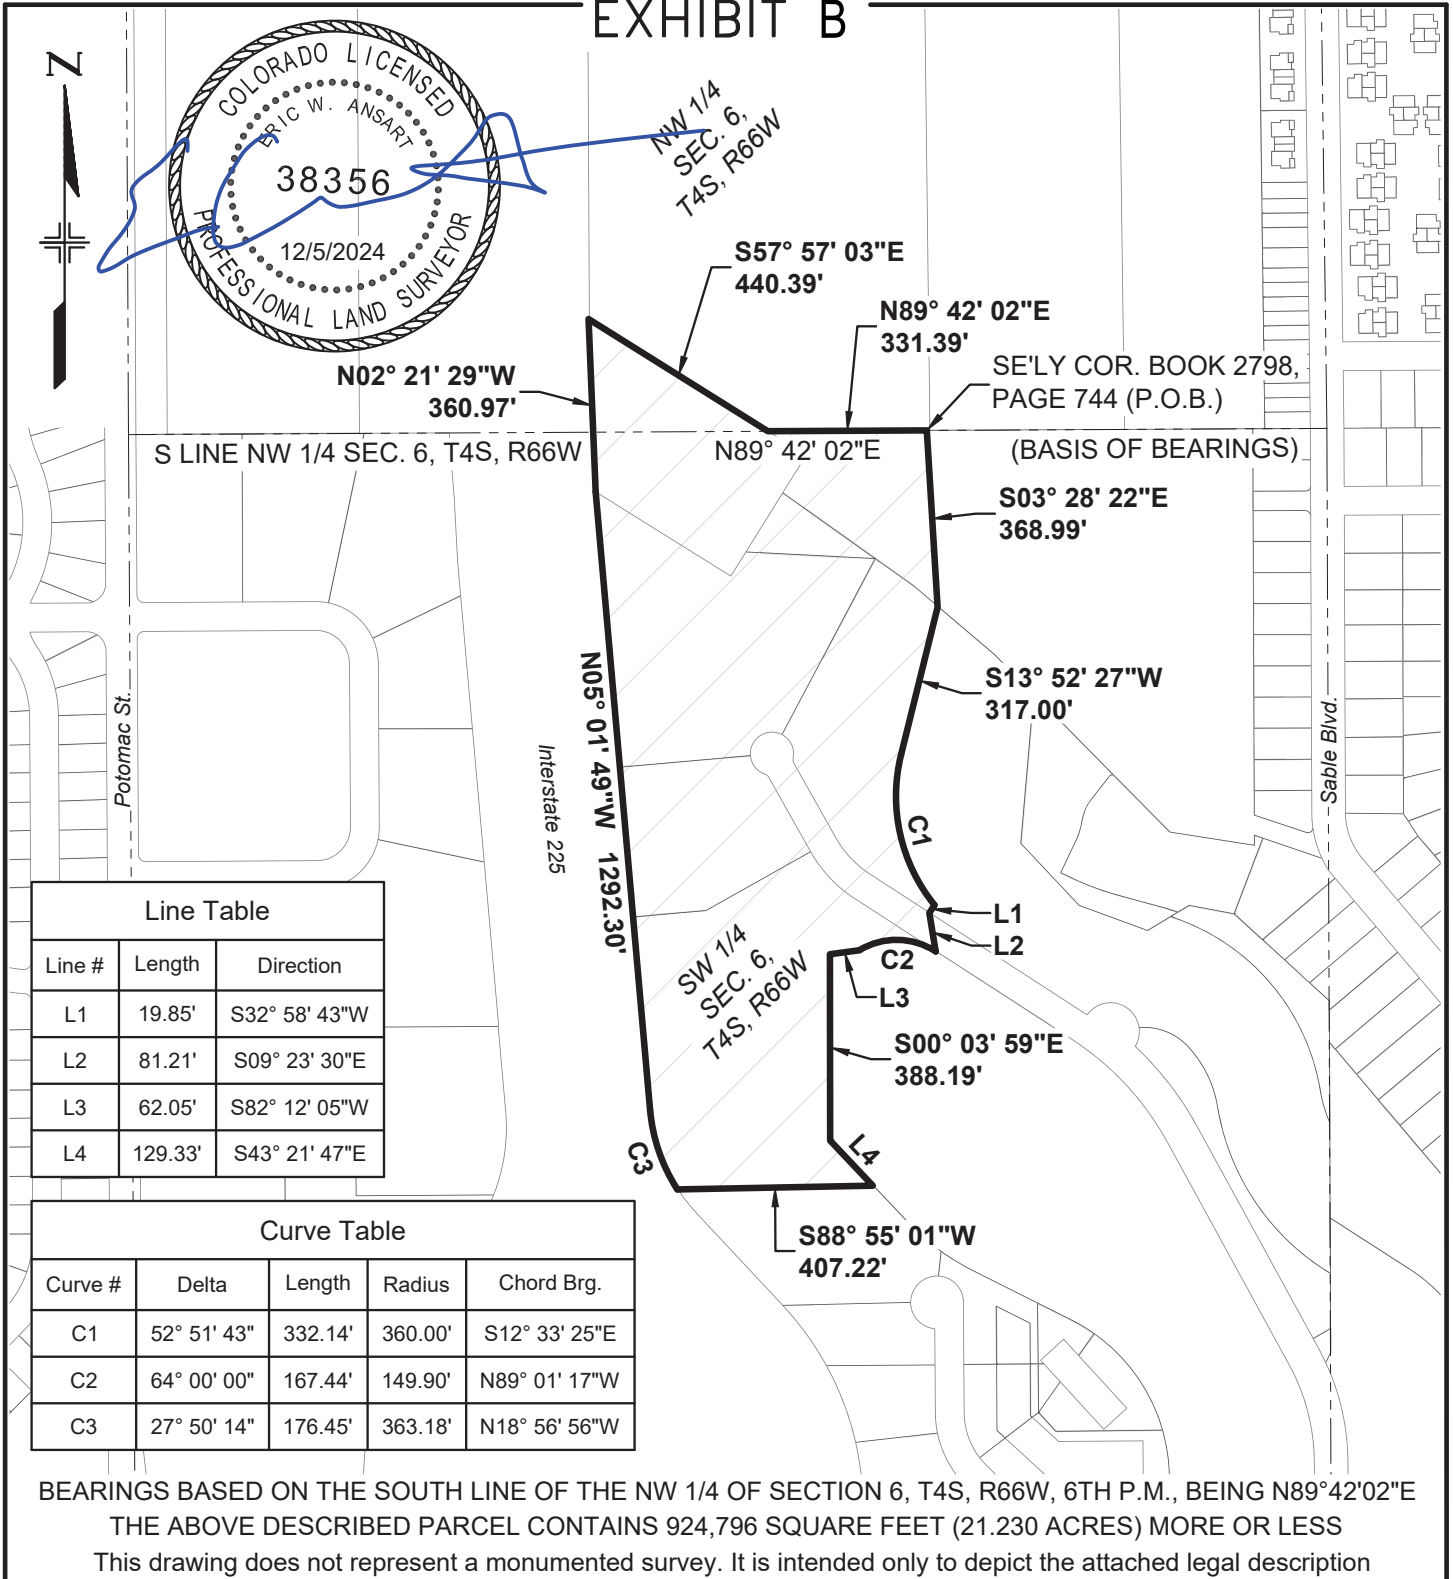 EXHIBIT B
N
COLORADO LICENSED
ERIC W. ANSART
38356
12/5/2024
PROFESSIONAL LAND SURVEYOR
NW 1/4
SEC. 6,
T4S, R66W
S57° 57' 03"E
440.39'
N89° 42' 02"E
331.39'
N02° 21' 29"W
360.97'
SE'LY COR. BOOK 2798,
PAGE 744 (P.O.B.)
S LINE NW 1/4 SEC. 6, T4S, R66W
N89° 42' 02"E
(BASIS OF BEARINGS)
S03° 28' 22"E
368.99'
S13° 52' 27"W
317.00'
N05° 01' 49"W 1292.30'
Interstate 225
Potomac St.
Sable Blvd.
C1
L1
L2
C2
L3
SW 1/4
SEC. 6,
T4S, R66W
S00° 03' 59"E
388.19'
L4
C3
S88° 55' 01"W
407.22'
Line Table
Line # Length Direction
L1 19.85' S32° 58' 43"W
L2 81.21' S09° 23' 30"E
L3 62.05' S82° 12' 05"W
L4 129.33' S43° 21' 47"E
Curve Table
Curve # Delta Length Radius Chord Brg.
C1 52° 51' 43" 332.14' 360.00' S12° 33' 25"E
C2 64° 00' 00" 167.44' 149.90' N89° 01' 17"W
C3 27° 50' 14" 176.45' 363.18' N18° 56' 56"W
BEARINGS BASED ON THE SOUTH LINE OF THE NW 1/4 OF SECTION 6, T4S, R66W, 6TH P.M., BEING N89°42'02"E
THE ABOVE DESCRIBED PARCEL CONTAINS 924,796 SQUARE FEET (21.230 ACRES) MORE OR LESS
This drawing does not represent a monumented survey. It is intended only to depict the attached legal description